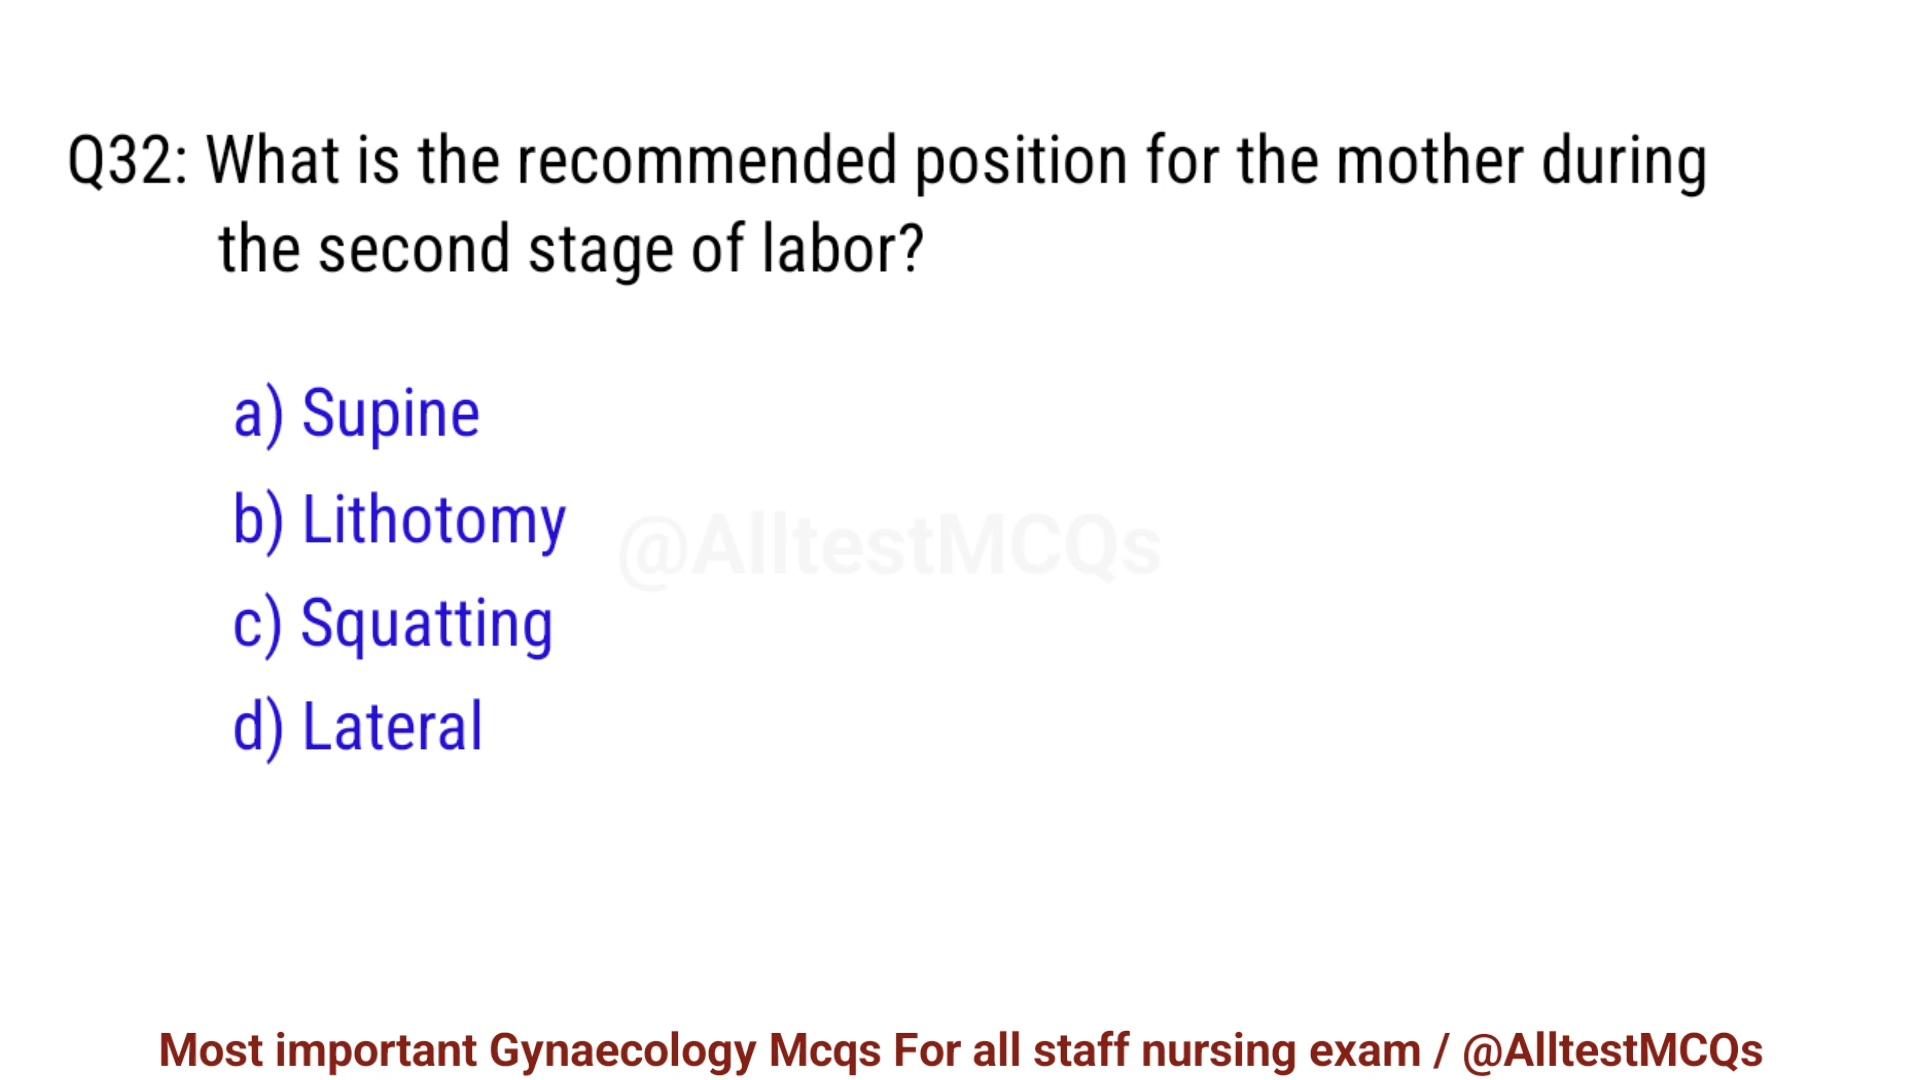 Q32: What is the recommended position for the mother during
the second stage of labor?
a) Supine
b) Lithotomy
@AlltestMCQs
c) Squatting
d) Lateral
Most important Gynaecology Mcqs For all staff nursing exam / @AlltestMCQs